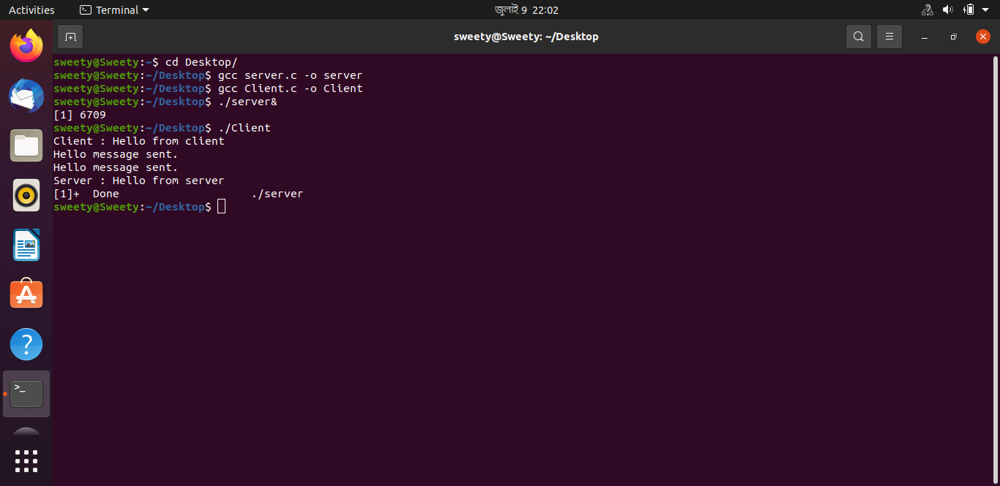 Activities Terminal জুলাই 9 22:02
sweety@Sweety: ~/Desktop
sweety@Sweety:~$ cd Desktop/
sweety@Sweety:~/Desktop$ gcc server.c -o server
sweety@Sweety:~/Desktop$ gcc Client.c -o Client
sweety@Sweety:~/Desktop$ ./server&
[1] 6709
sweety@Sweety:~/Desktop$ ./Client
Client : Hello from client
Hello message sent.
Hello message sent.
Server : Hello from server
[1]+  Done                    ./server
sweety@Sweety:~/Desktop$